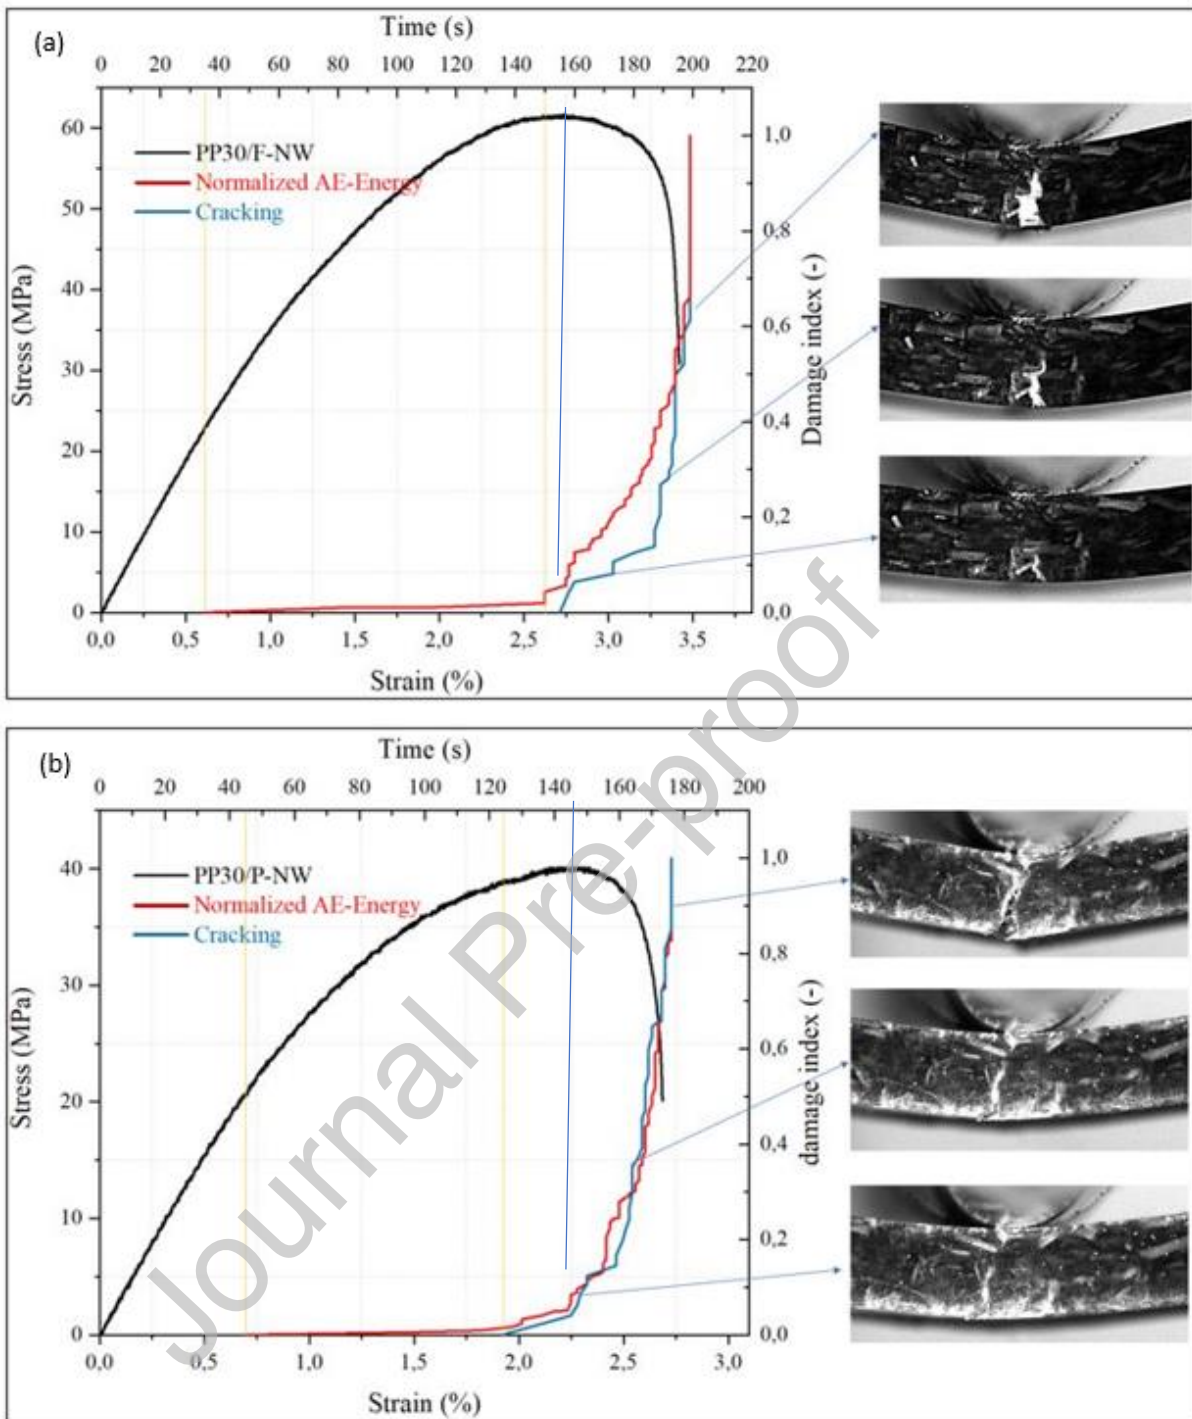 (a)
Time (s)
0 20 40 60 80 100 120 140 160 180 190 200 220
PP30/F-NW
Normalized AE-Energy
Cracking
Stress (MPa)
60
50
40
30
20
10
0
Damage index (-)
1,0
0,8
0,6
0,4
0,2
0,0
0,0 0,5 1,0 1,5 2,0 2,5 3,0 3,5
Strain (%)
(b)
Time (s)
0 20 40 60 80 100 120 140 160 180 200
PP30/P-NW
Normalized AE-Energy
Cracking
Stress (MPa)
40
30
20
10
0
damage index (-)
1,0
0,8
0,6
0,4
0,2
0,0
0,0 0,5 1,0 1,5 2,0 2,5 3,0
Strain (%)
Journal Pre-proof